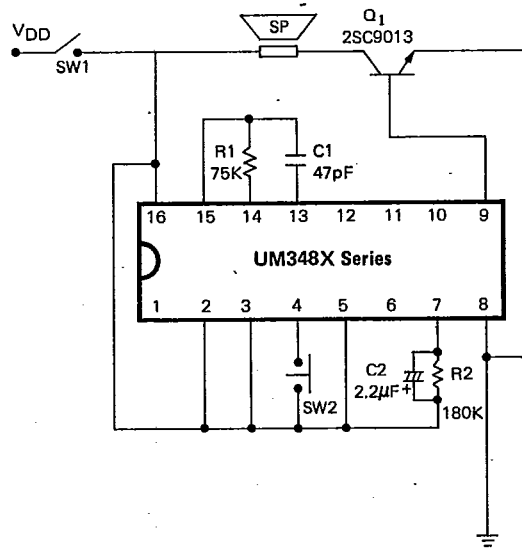 SP
Q1
2SC9013
VDD
SW1
R1
75K
C1
47pF
16 15 14 13 12 11 10 9
UM348X Series
1 2 3 4 5 6 7 8
SW2
C2
2.2µF+
R2
180K